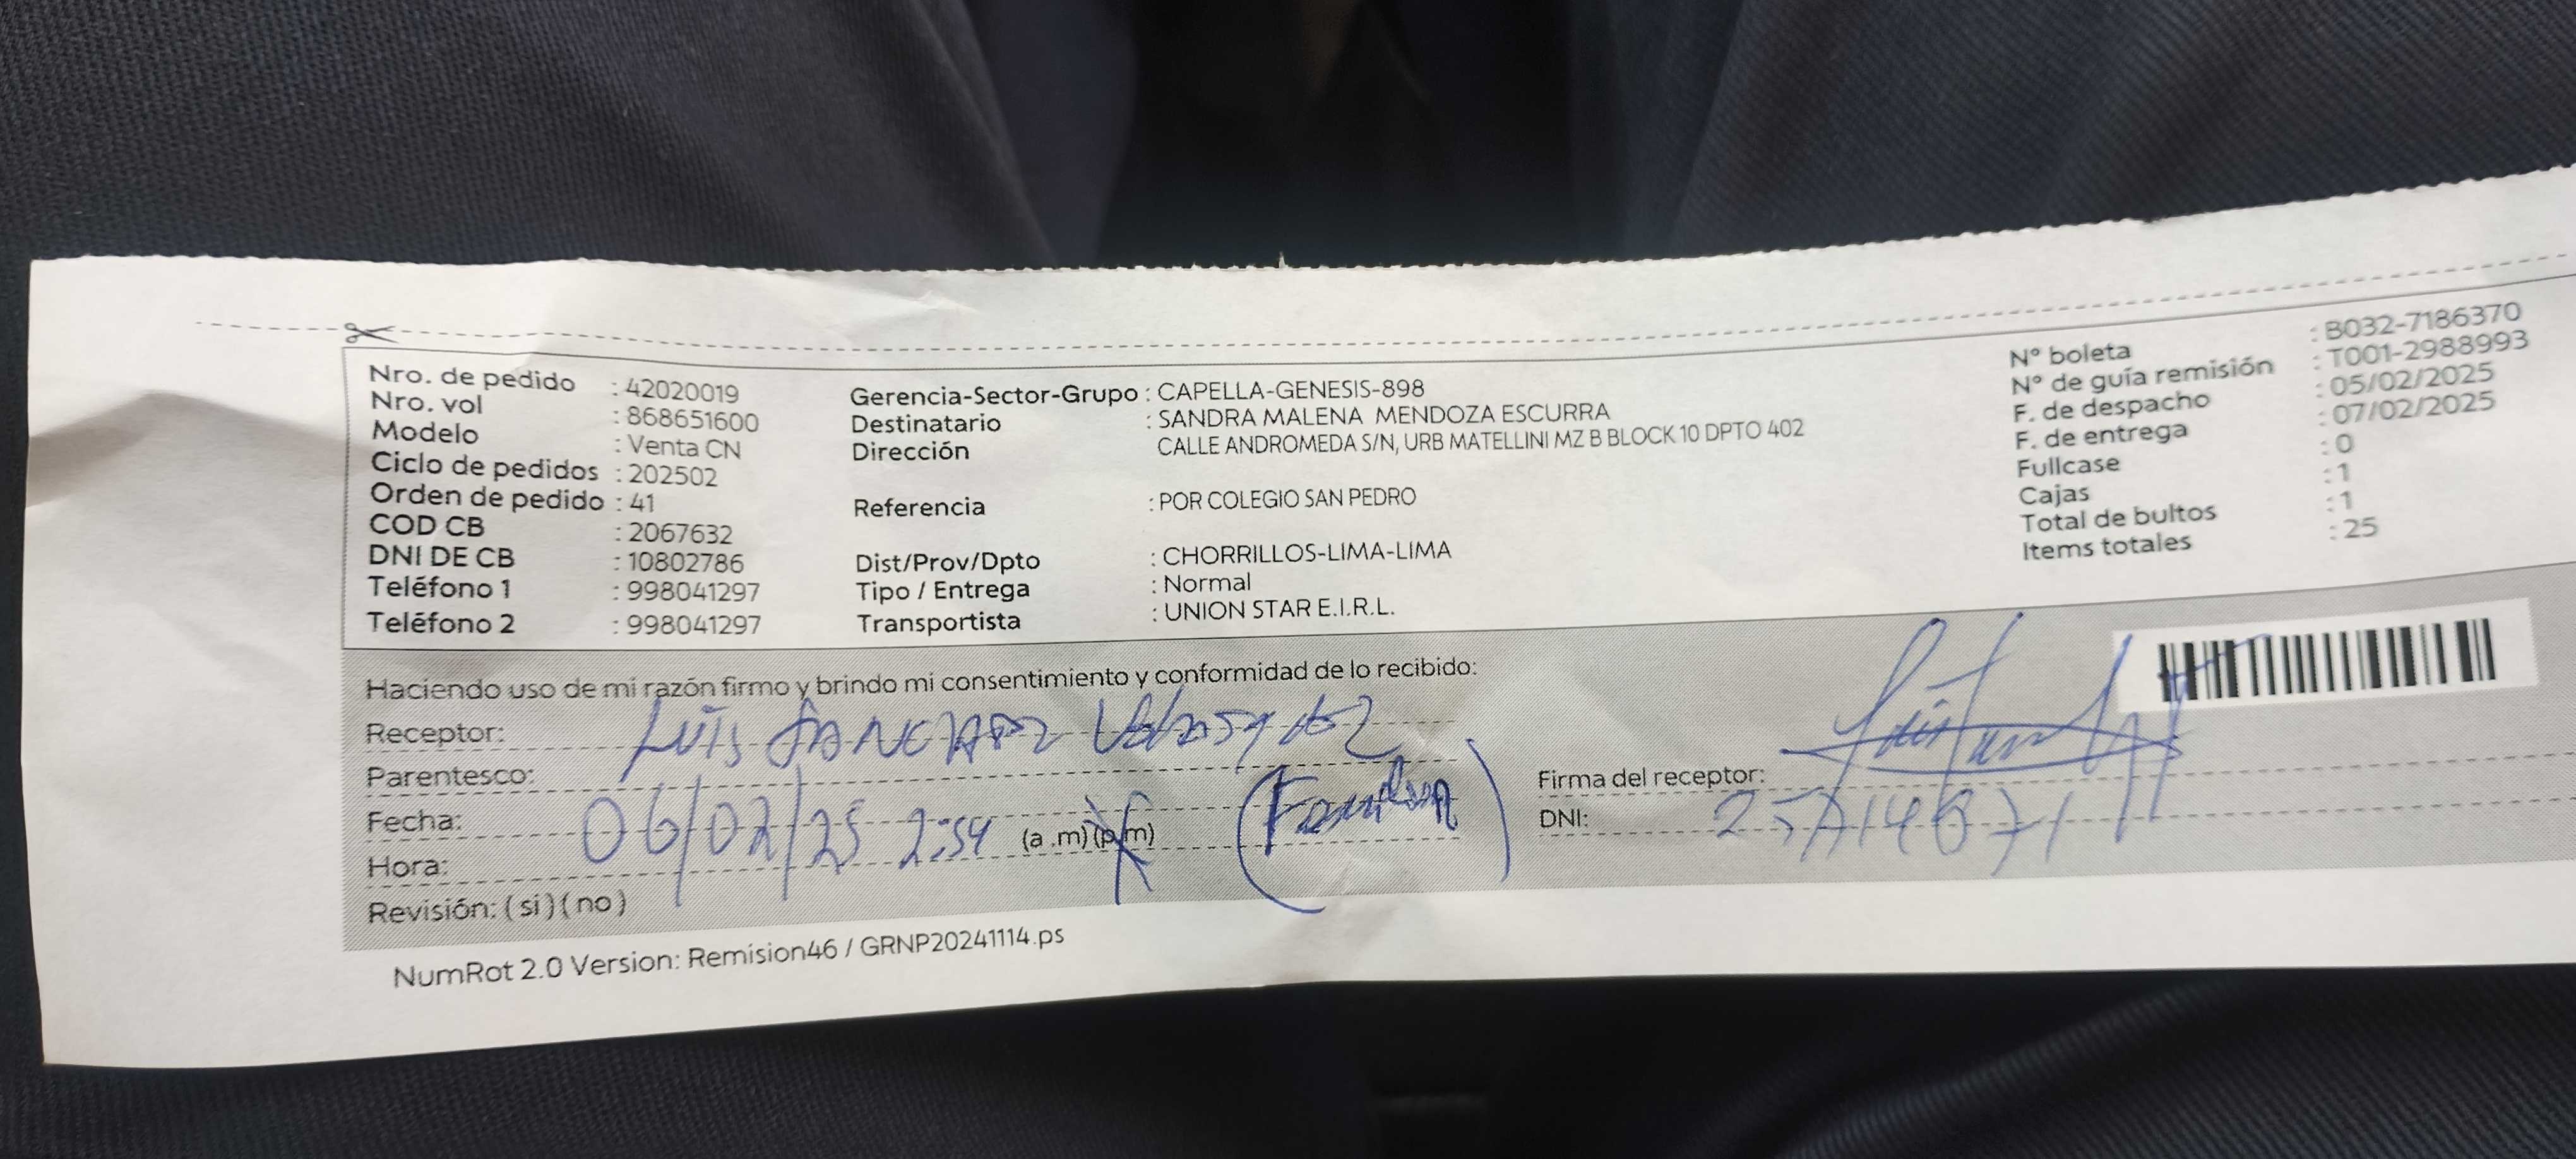 Nro. de pedido : 42020019
Nro. vol : 868651600
Modelo : Venta CN
Ciclo de pedidos : 202502
Orden de pedido : 41
COD CB : 2067632
DNI DE CB : 10802786
Teléfono 1 : 998041297
Teléfono 2 : 998041297
Gerencia-Sector-Grupo : CAPELLA-GENESIS-898
Destinatario : SANDRA MALENA MENDOZA ESCURRA
Dirección CALLE ANDROMEDA S/N, URB MATELLINI MZ B BLOCK 10 DPTO 402
Referencia : POR COLEGIO SAN PEDRO
Dist/Prov/Dpto : CHORRILLOS-LIMA-LIMA
Tipo / Entrega : Normal
Transportista : UNION STAR E.I.R.L.
N° boleta : B032-7186370
N° de guía remisión : T001-2988993
F. de despacho : 05/02/2025
F. de entrega : 07/02/2025
Fullcase : 0
Cajas : 1
Total de bultos : 1
Items totales : 25
Haciendo uso de mi razón firmo y brindo mi consentimiento y conformidad de lo recibido:
Receptor: LUIS SANCHEZ Velasquez
Parentesco:
Fecha: 06/02/25 2:54 (a .m) (p.m) (Familiar)
Hora:
Revisión: ( si ) ( no )
Firma del receptor:
DNI:
NumRot 2.0 Version: Remision46 / GRNP20241114.ps